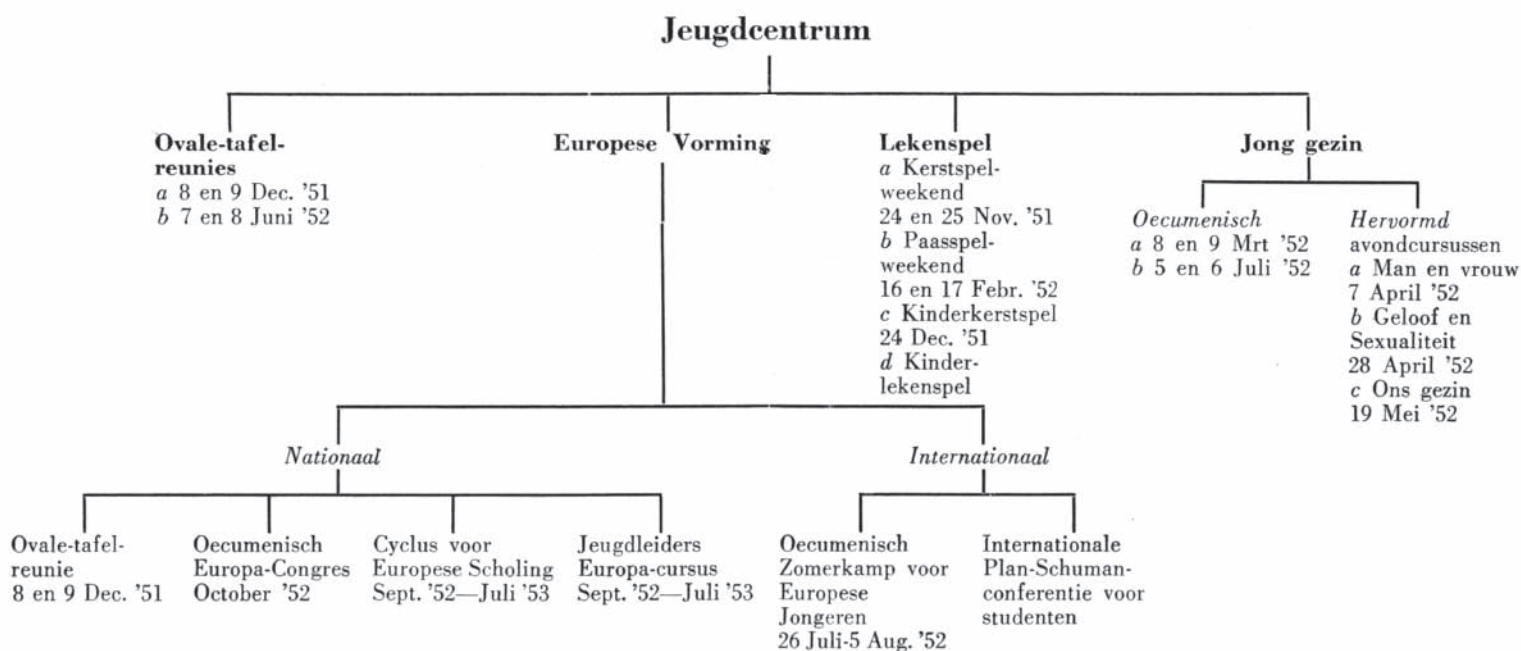 Jeugdcentrum
Ovale-tafel-
reunies
a 8 en 9 Dec. '51
b 7 en 8 Juni '52
Europese Vorming
Lekenspel
a Kerstspel-
weekend
24 en 25 Nov. '51
b Paasspel-
weekend
16 en 17 Febr. '52
c Kinderkerstspel
24 Dec. '51
d Kinder-
lekenspel
Jong gezin
Oecumenisch
a 8 en 9 Mrt '52
b 5 en 6 Juli '52
Hervormd
avondcursussen
a Man en vrouw
7 April '52
b Geloof en
Sexualiteit
28 April '52
c Ons gezin
19 Mei '52
Nationaal
Ovale-tafel-
reunie
8 en 9 Dec. '51
Oecumenisch
Europa-Congres
October '52
Cyclus voor
Europese Scholing
Sept. '52—Juli '53
Jeugdleiders
Europa-cursus
Sept. '52—Juli '53
Internationaal
Oecumenisch
Zomerkamp voor
Europese
Jongeren
26 Juli-5 Aug. '52
Internationale
Plan-Schuman-
conferentie voor
studenten